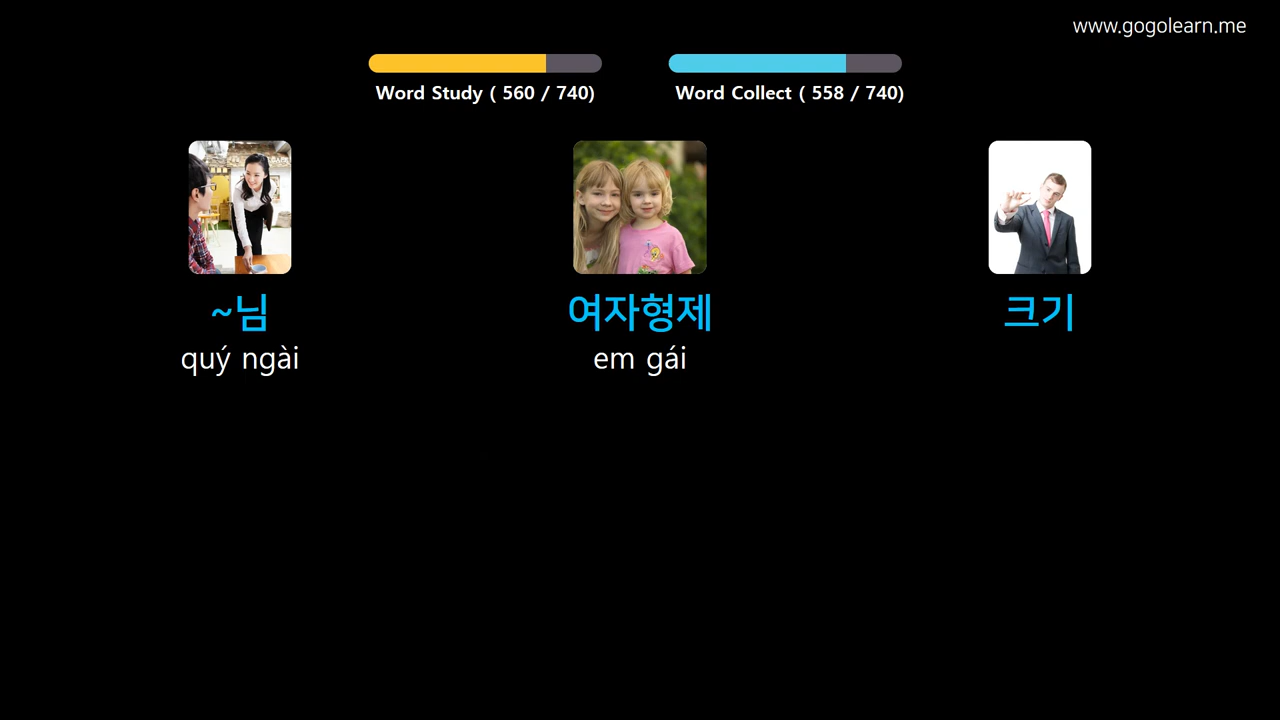 www.gogolearn.me
Word Study ( 560 / 740)
Word Collect ( 558 / 740)
~님
여자형제
크기
quý ngài
em gái